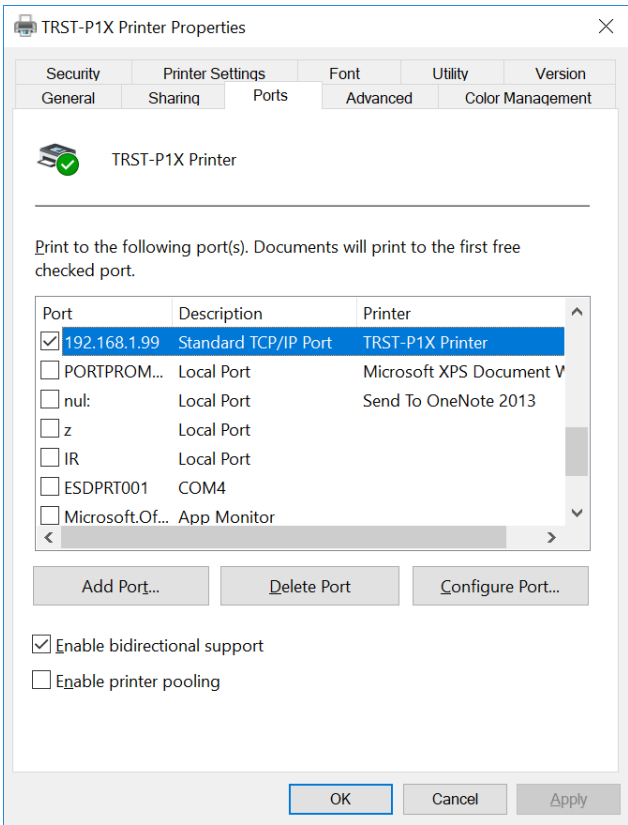 TRST-P1X Printer Properties
Security Printer Settings Font Utility Version
General Sharing Ports Advanced Color Management
TRST-P1X Printer
Print to the following port(s). Documents will print to the first free
checked port.
Port Description Printer
192.168.1.99 Standard TCP/IP Port TRST-P1X Printer
PORTPROM... Local Port Microsoft XPS Document W
nul: Local Port Send To OneNote 2013
z Local Port
IR Local Port
ESDPRT001 COM4
Microsoft.Of... App Monitor
Add Port... Delete Port Configure Port...
Enable bidirectional support
Enable printer pooling
OK Cancel Apply